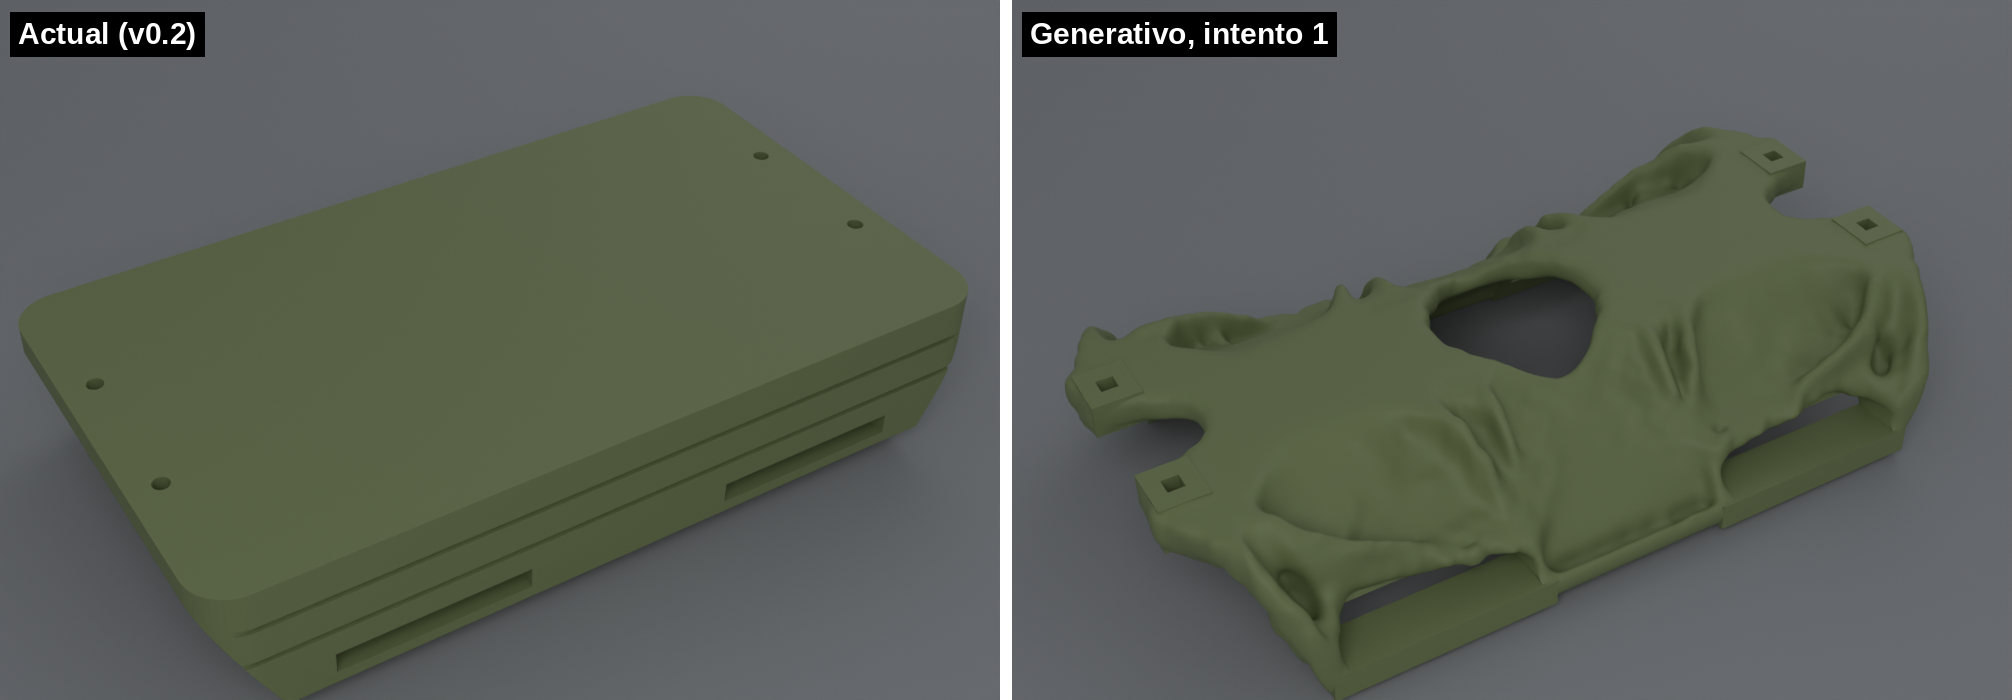 Actual (v0.2)
Generativo, intento 1